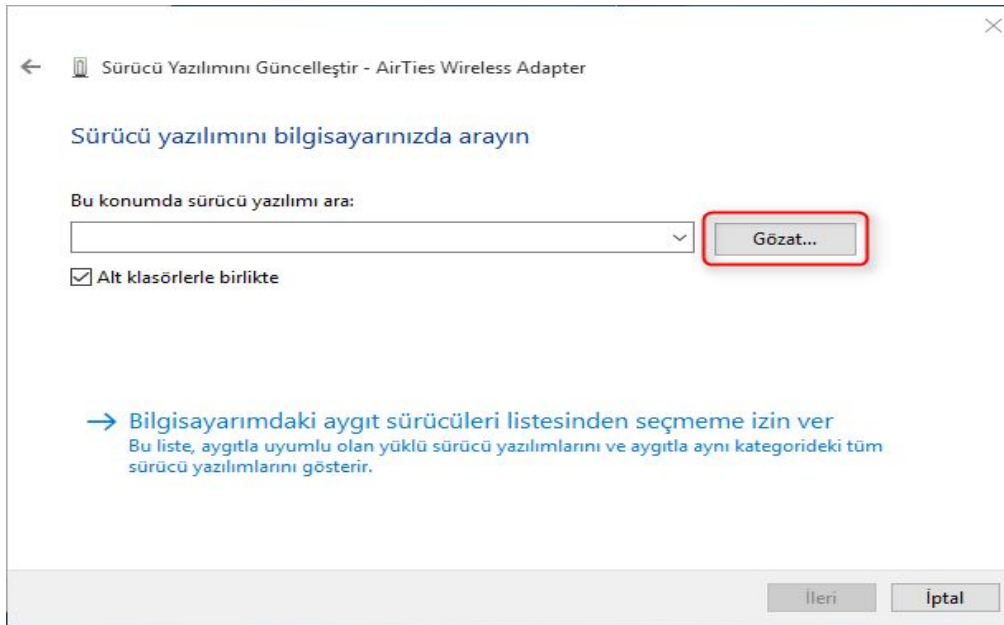 Sürücü Yazılımını Güncelleştir - AirTies Wireless Adapter
Sürücü yazılımını bilgisayarınızda arayın
Bu konumda sürücü yazılımı ara:
Gözat...
Alt klasörlerle birlikte
Bilgisayarımdaki aygıt sürücüleri listesinden seçmeme izin ver
Bu liste, aygıtla uyumlu olan yüklü sürücü yazılımlarını ve aygıtla aynı kategorideki tüm
sürücü yazılımlarını gösterir.
İleri
İptal